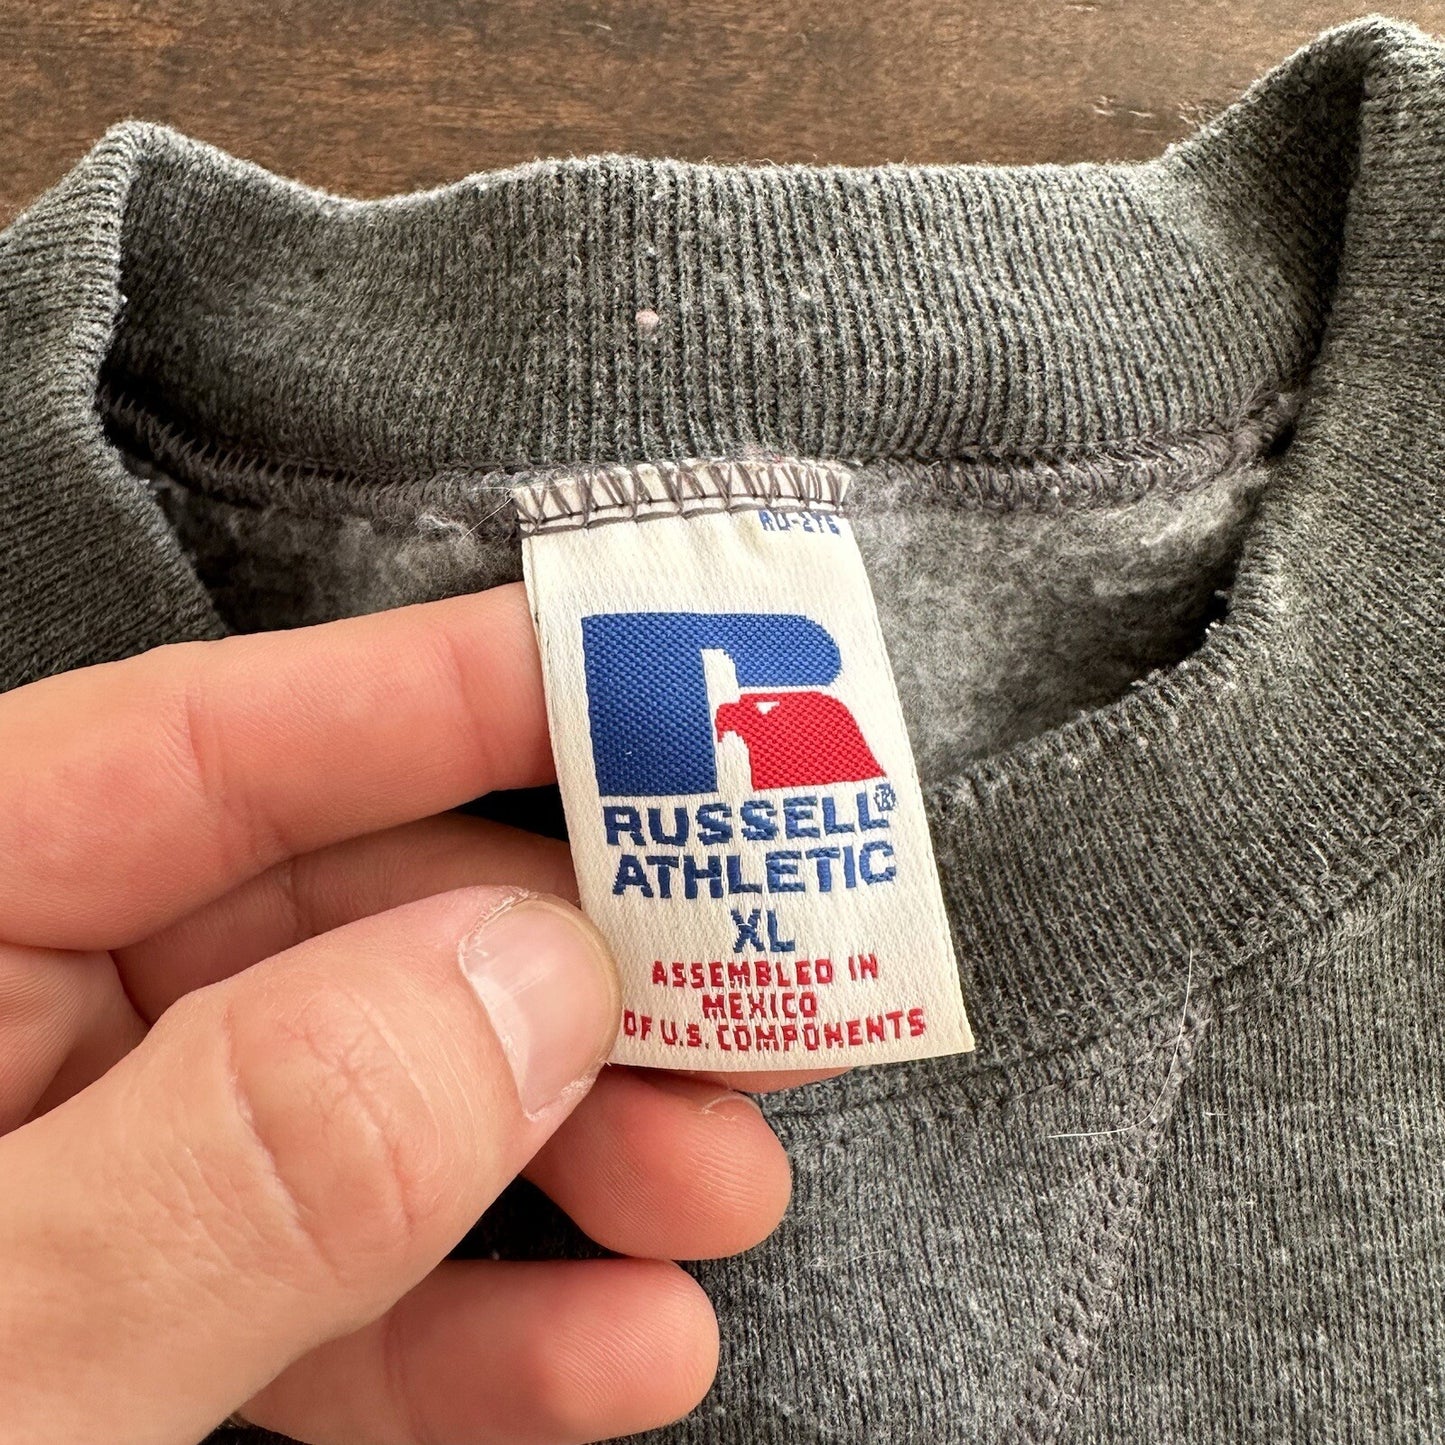 RU-276
RUSSELL®
ATHLETIC
XL
ASSEMBLED IN
MEXICO
OF U.S. COMPONENTS